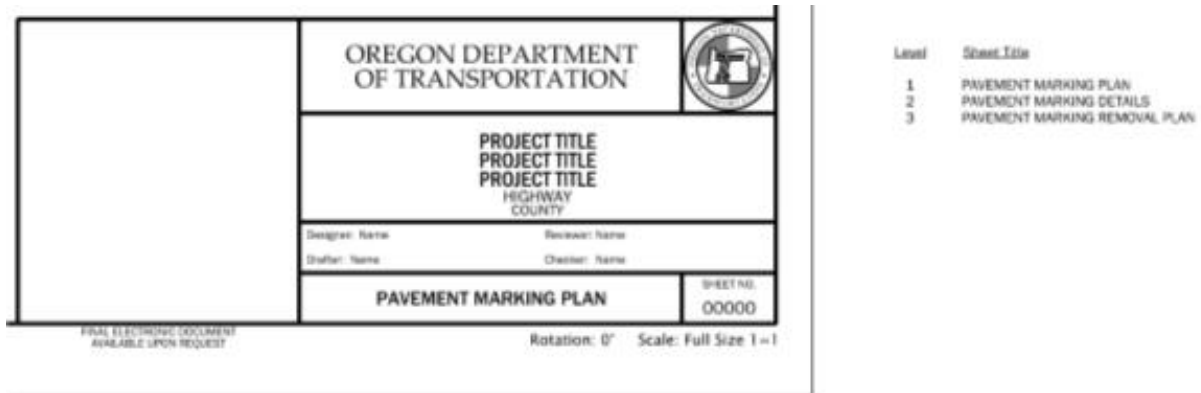 OREGON DEPARTMENT
OF TRANSPORTATION
PROJECT TITLE
PROJECT TITLE
PROJECT TITLE
HIGHWAY
COUNTY
Designer: Name
Reviewer: Name
Drafter: Name
Checker: Name
PAVEMENT MARKING PLAN
SHEET NO.
00000
FINAL ELECTRONIC DOCUMENT
AVAILABLE UPON REQUEST
Rotation: 0° Scale: Full Size 1=1
Level Sheet Title
1 PAVEMENT MARKING PLAN
2 PAVEMENT MARKING DETAILS
3 PAVEMENT MARKING REMOVAL PLAN